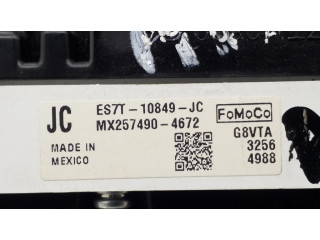 JC ES7T-10849-JC FoMoCo
MX257490-4672 G8VTA
MADE IN MEXICO 3256
4988